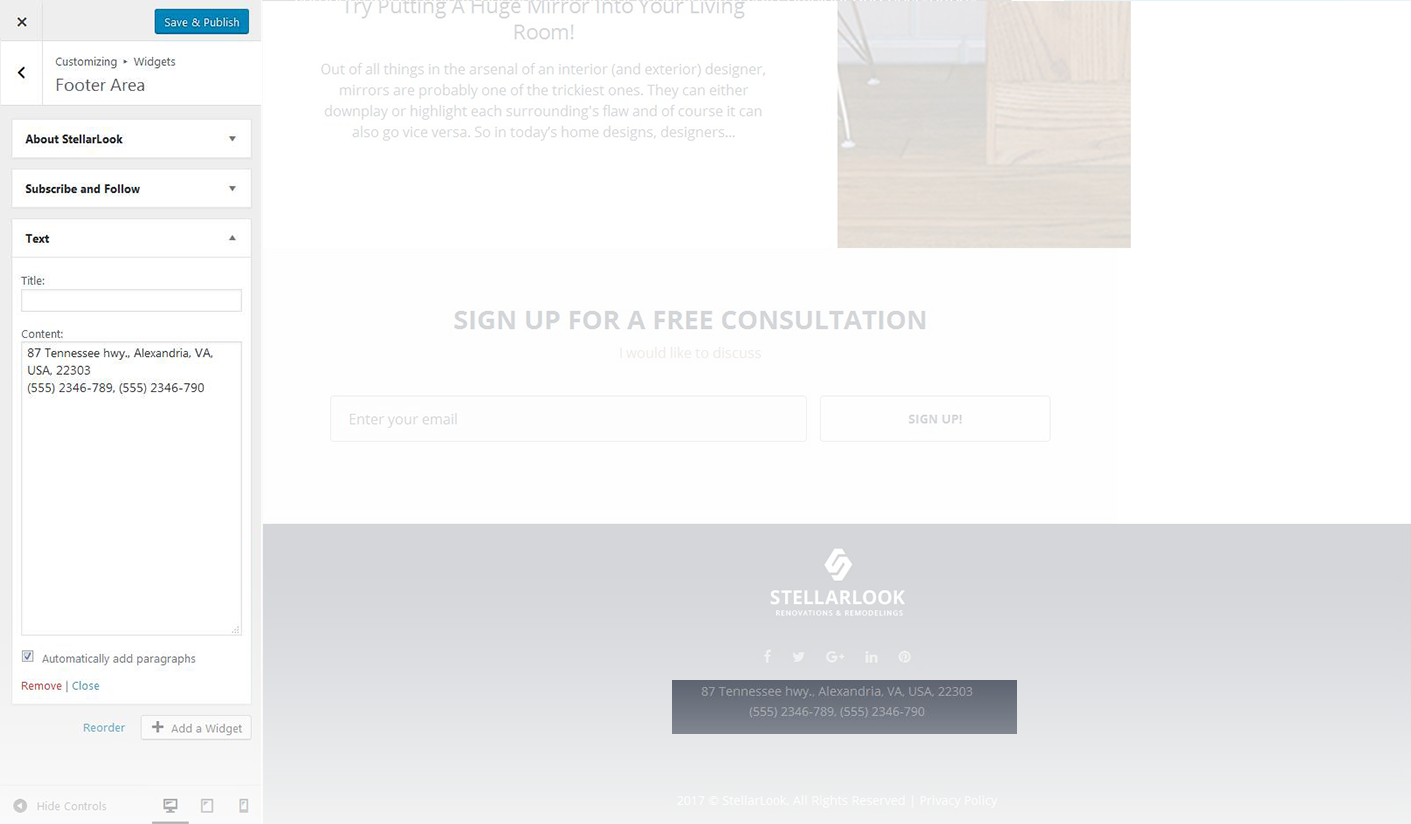 Save & Publish
Customizing ▸ Widgets
Footer Area
About StellarLook
Subscribe and Follow
Text
Title:
Content:
87 Tennessee hwy., Alexandria, VA,
USA, 22303
(555) 2346-789, (555) 2346-790
Automatically add paragraphs
Remove | Close
Reorder
Add a Widget
Hide Controls
Try Putting A Huge Mirror Into Your Living
Room!
Out of all things in the arsenal of an interior (and exterior) designer,
mirrors are probably one of the trickiest ones. They can either
downplay or highlight each surrounding's flaw and of course it can
also go vice versa. So in today’s home designs, designers...
SIGN UP FOR A FREE CONSULTATION
I would like to discuss
Enter your email
SIGN UP!
STELLARLOOK
RENOVATIONS & REMODELINGS
87 Tennessee hwy., Alexandria, VA, USA, 22303
(555) 2346-789, (555) 2346-790
2017 © StellarLook. All Rights Reserved | Privacy Policy